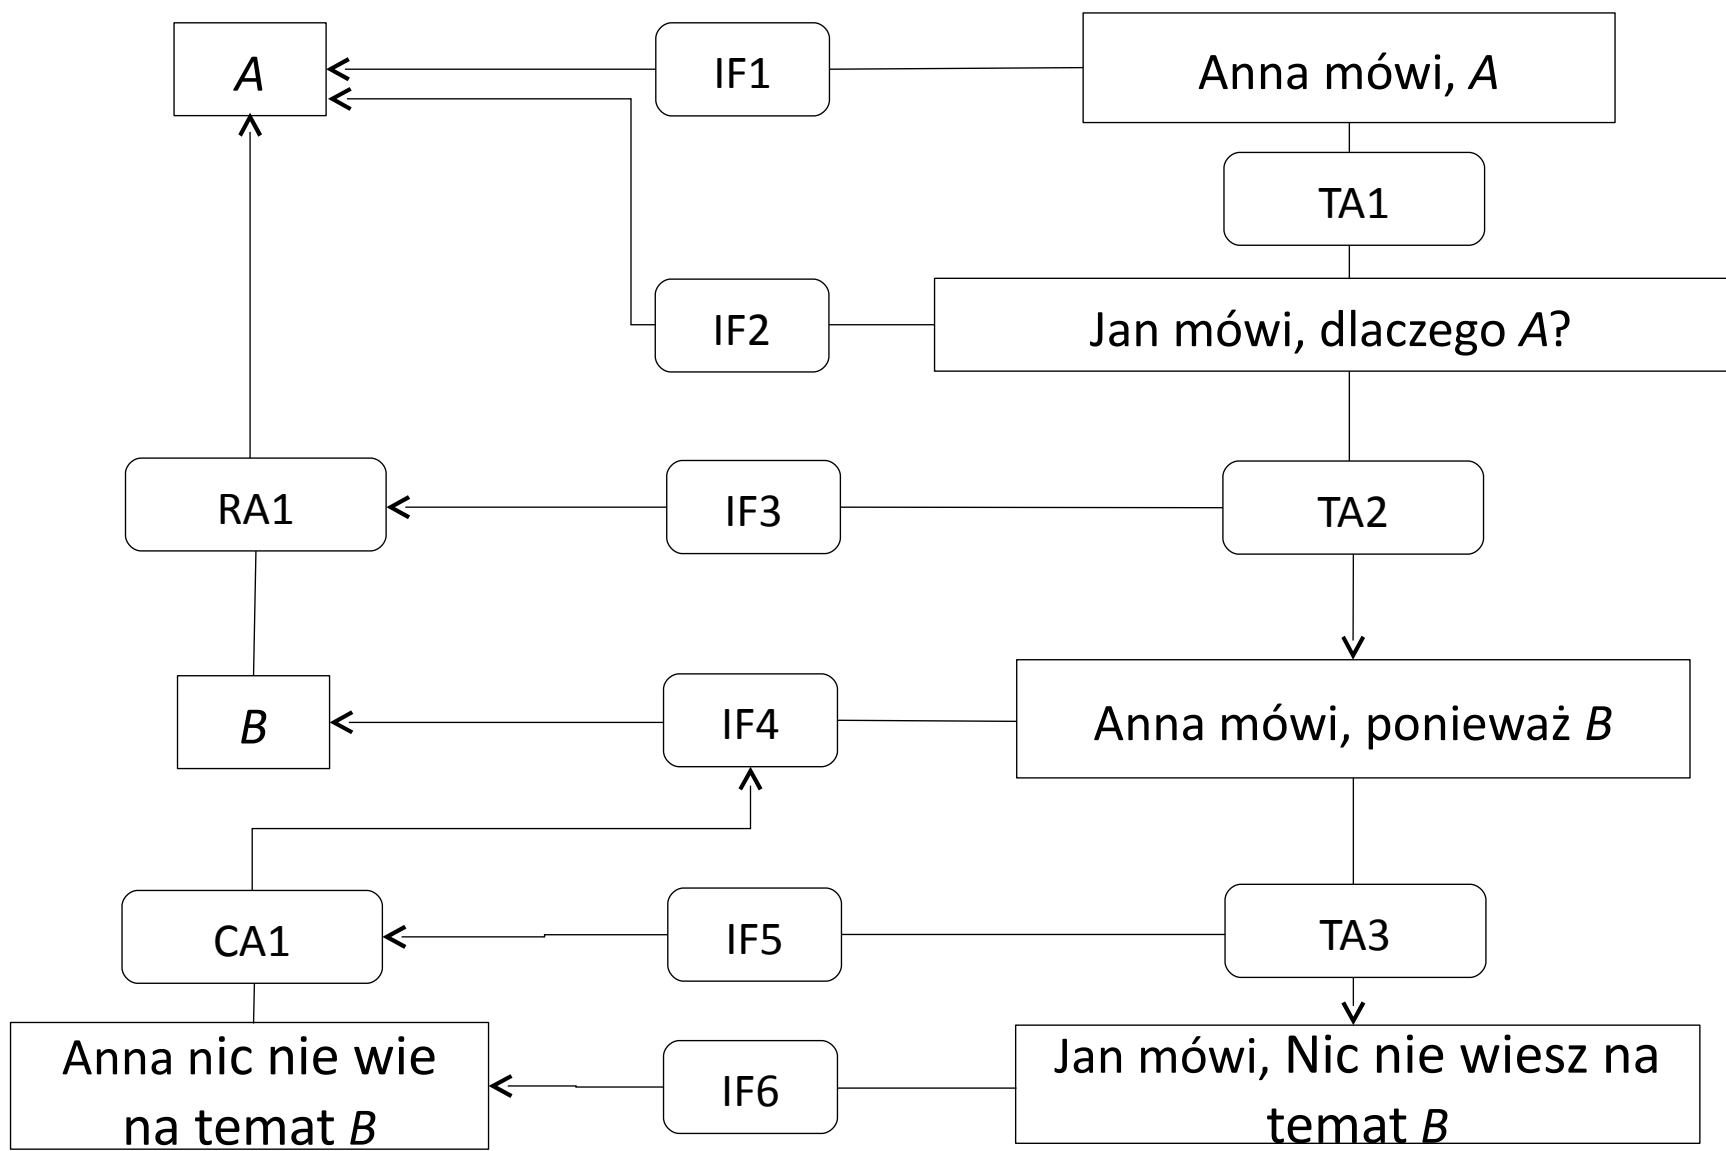 A
IF1
Anna mówi, A
TA1
IF2
Jan mówi, dlaczego A?
RA1
IF3
TA2
B
IF4
Anna mówi, ponieważ B
CA1
IF5
TA3
Anna nic nie wie
na temat B
IF6
Jan mówi, Nic nie wiesz na
temat B